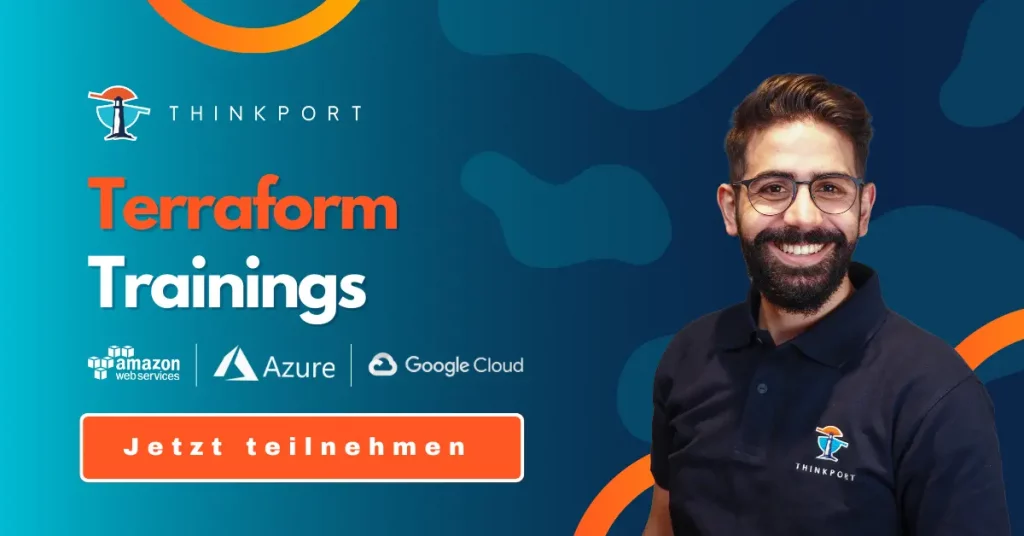 THINKPORT
Terraform
Trainings
amazon
web services
Azure
Google Cloud
Jetzt teilnehmen
THINKPORT